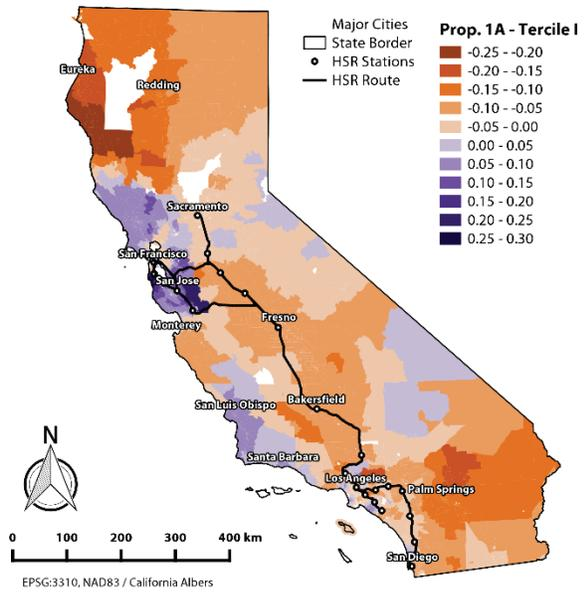 Major Cities
State Border
HSR Stations
HSR Route
Prop. 1A - Tercile I
-0.25 - -0.20
-0.20 - -0.15
-0.15 - -0.10
-0.10 - -0.05
-0.05 - 0.00
0.00 - 0.05
0.05 - 0.10
0.10 - 0.15
0.15 - 0.20
0.20 - 0.25
0.25 - 0.30
Eureka
Redding
Sacramento
San Francisco
San Jose
Monterey
Fresno
San Luis Obispo
Bakersfield
Santa Barbara
Los Angeles
Palm Springs
San Diego
N
0 100 200 300 400 km
EPSG:3310, NAD83 / California Albers